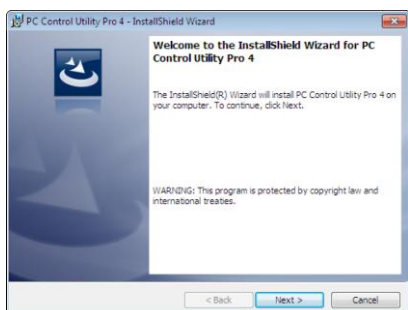 PC Control Utility Pro 4 - InstallShield Wizard
Welcome to the InstallShield Wizard for PC
Control Utility Pro 4
The InstallShield(R) Wizard will install PC Control Utility Pro 4 on
your computer. To continue, click Next.
WARNING: This program is protected by copyright law and
international treaties.
< Back
Next >
Cancel